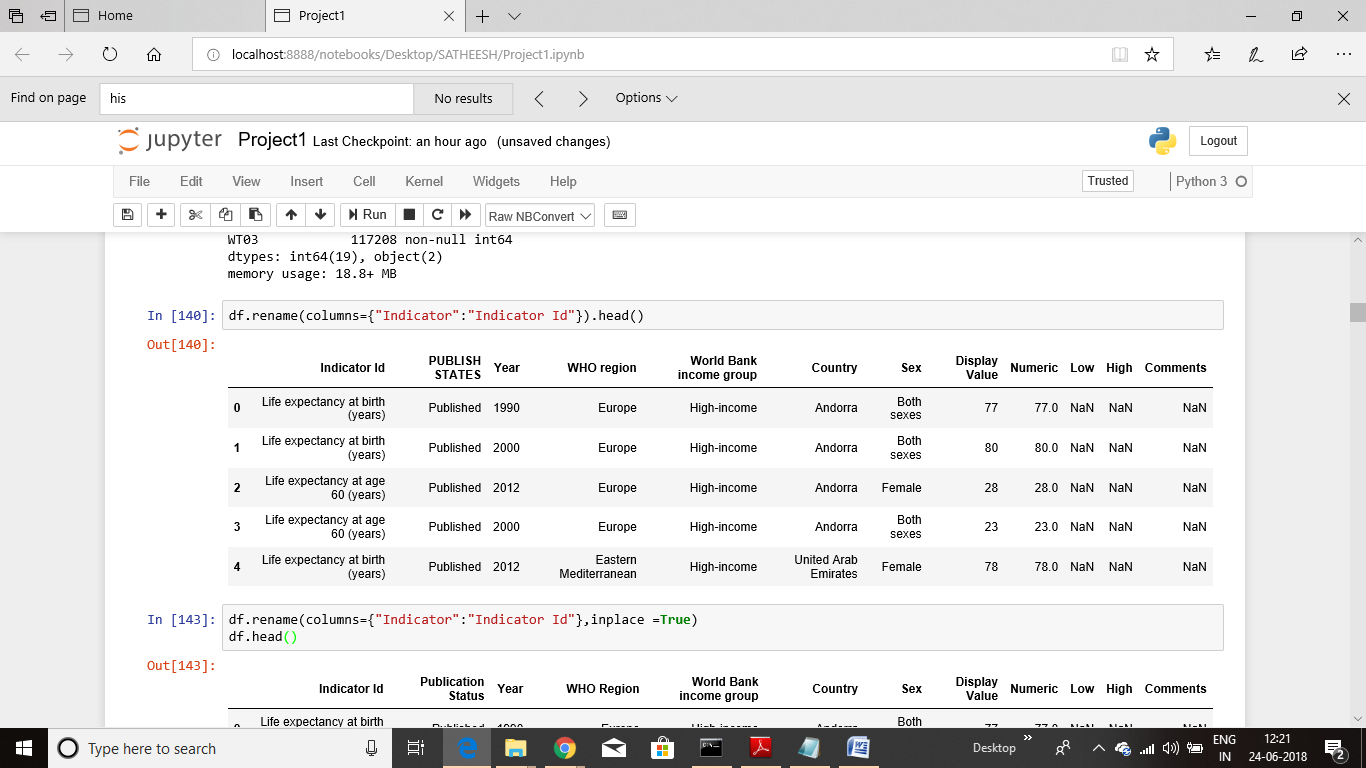 Home
Project1
localhost:8888/notebooks/Desktop/SATHEESH/Project1.ipynb
Find on page
his
No results
Options
jupyter Project1 Last Checkpoint: an hour ago (unsaved changes)
Logout
File Edit View Insert Cell Kernel Widgets Help
Trusted
Python 3
Run
Raw NBConvert
WT03 117208 non-null int64
dtypes: int64(19), object(2)
memory usage: 18.8+ MB
In [140]: df.rename(columns={"Indicator":"Indicator Id"}).head()
Out[140]:
Indicator Id PUBLISH STATES Year WHO region World Bank income group Country Sex Display Value Numeric Low High Comments
0 Life expectancy at birth (years) Published 1990 Europe High-income Andorra Both sexes 77 77.0 NaN NaN NaN
1 Life expectancy at birth (years) Published 2000 Europe High-income Andorra Both sexes 80 80.0 NaN NaN NaN
2 Life expectancy at age 60 (years) Published 2012 Europe High-income Andorra Female 28 28.0 NaN NaN NaN
3 Life expectancy at age 60 (years) Published 2000 Europe High-income Andorra Both sexes 23 23.0 NaN NaN NaN
4 Life expectancy at birth (years) Published 2012 Eastern Mediterranean High-income United Arab Emirates Female 78 78.0 NaN NaN NaN
In [143]: df.rename(columns={"Indicator":"Indicator Id"},inplace =True)
df.head()
Out[143]:
Indicator Id Publication Status Year WHO Region World Bank income group Country Sex Display Value Numeric Low High Comments
Life expectancy at birth Both
Type here to search
Desktop
ENG
IN
12:21
24-06-2018
2